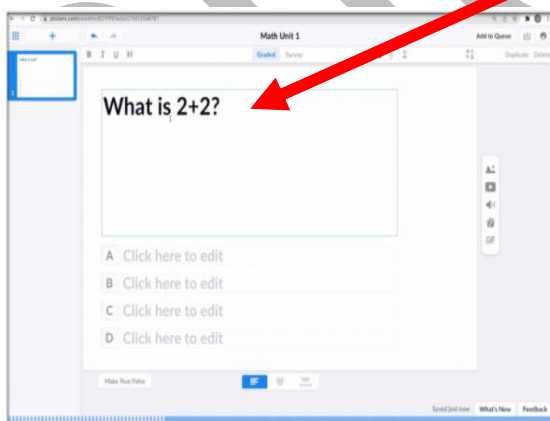 Math Unit 1
Add to Queue
B I U H
Graded Survey
Duplicate Delete
1
What is 2+2?
A Click here to edit
B Click here to edit
C Click here to edit
D Click here to edit
GIF
Make True/False
Saved just now What's New Feedback